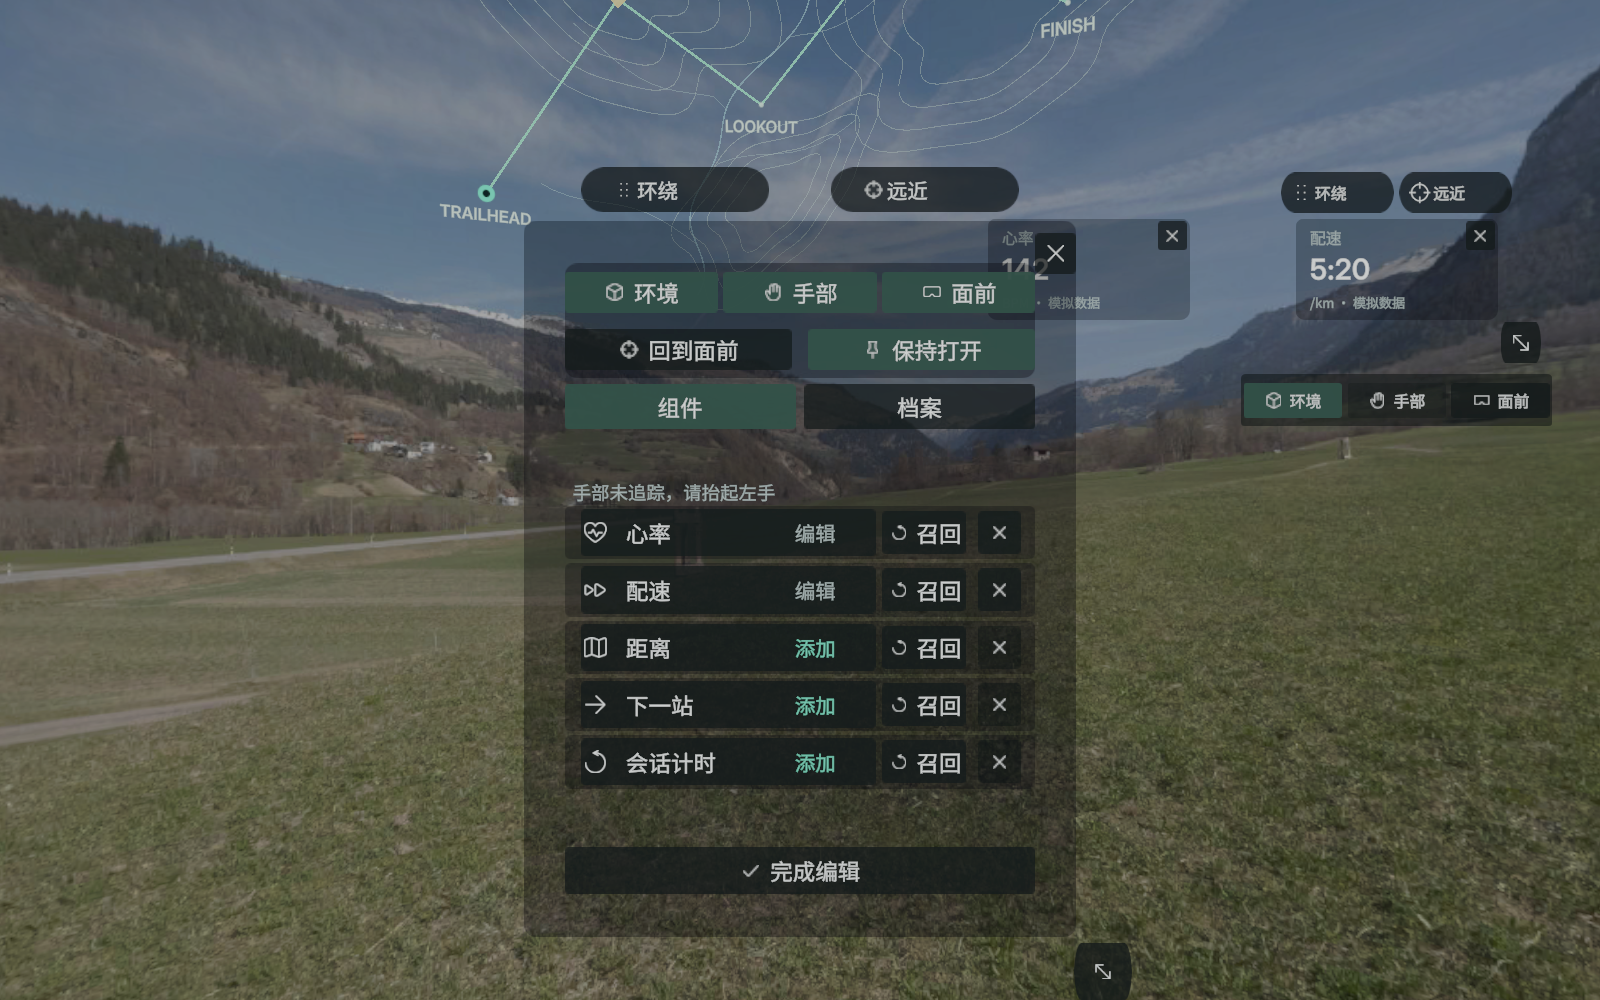 FINISH
LOOKOUT
TRAILHEAD
环绕
远近
环绕
远近
心率
142
· 模拟数据
配速
5:20
/km · 模拟数据
环境
手部
面前
回到面前
保持打开
组件
档案
环境
手部
面前
手部未追踪，请抬起左手
心率 编辑 召回
配速 编辑 召回
距离 添加 召回
下一站 添加 召回
会话计时 添加 召回
完成编辑